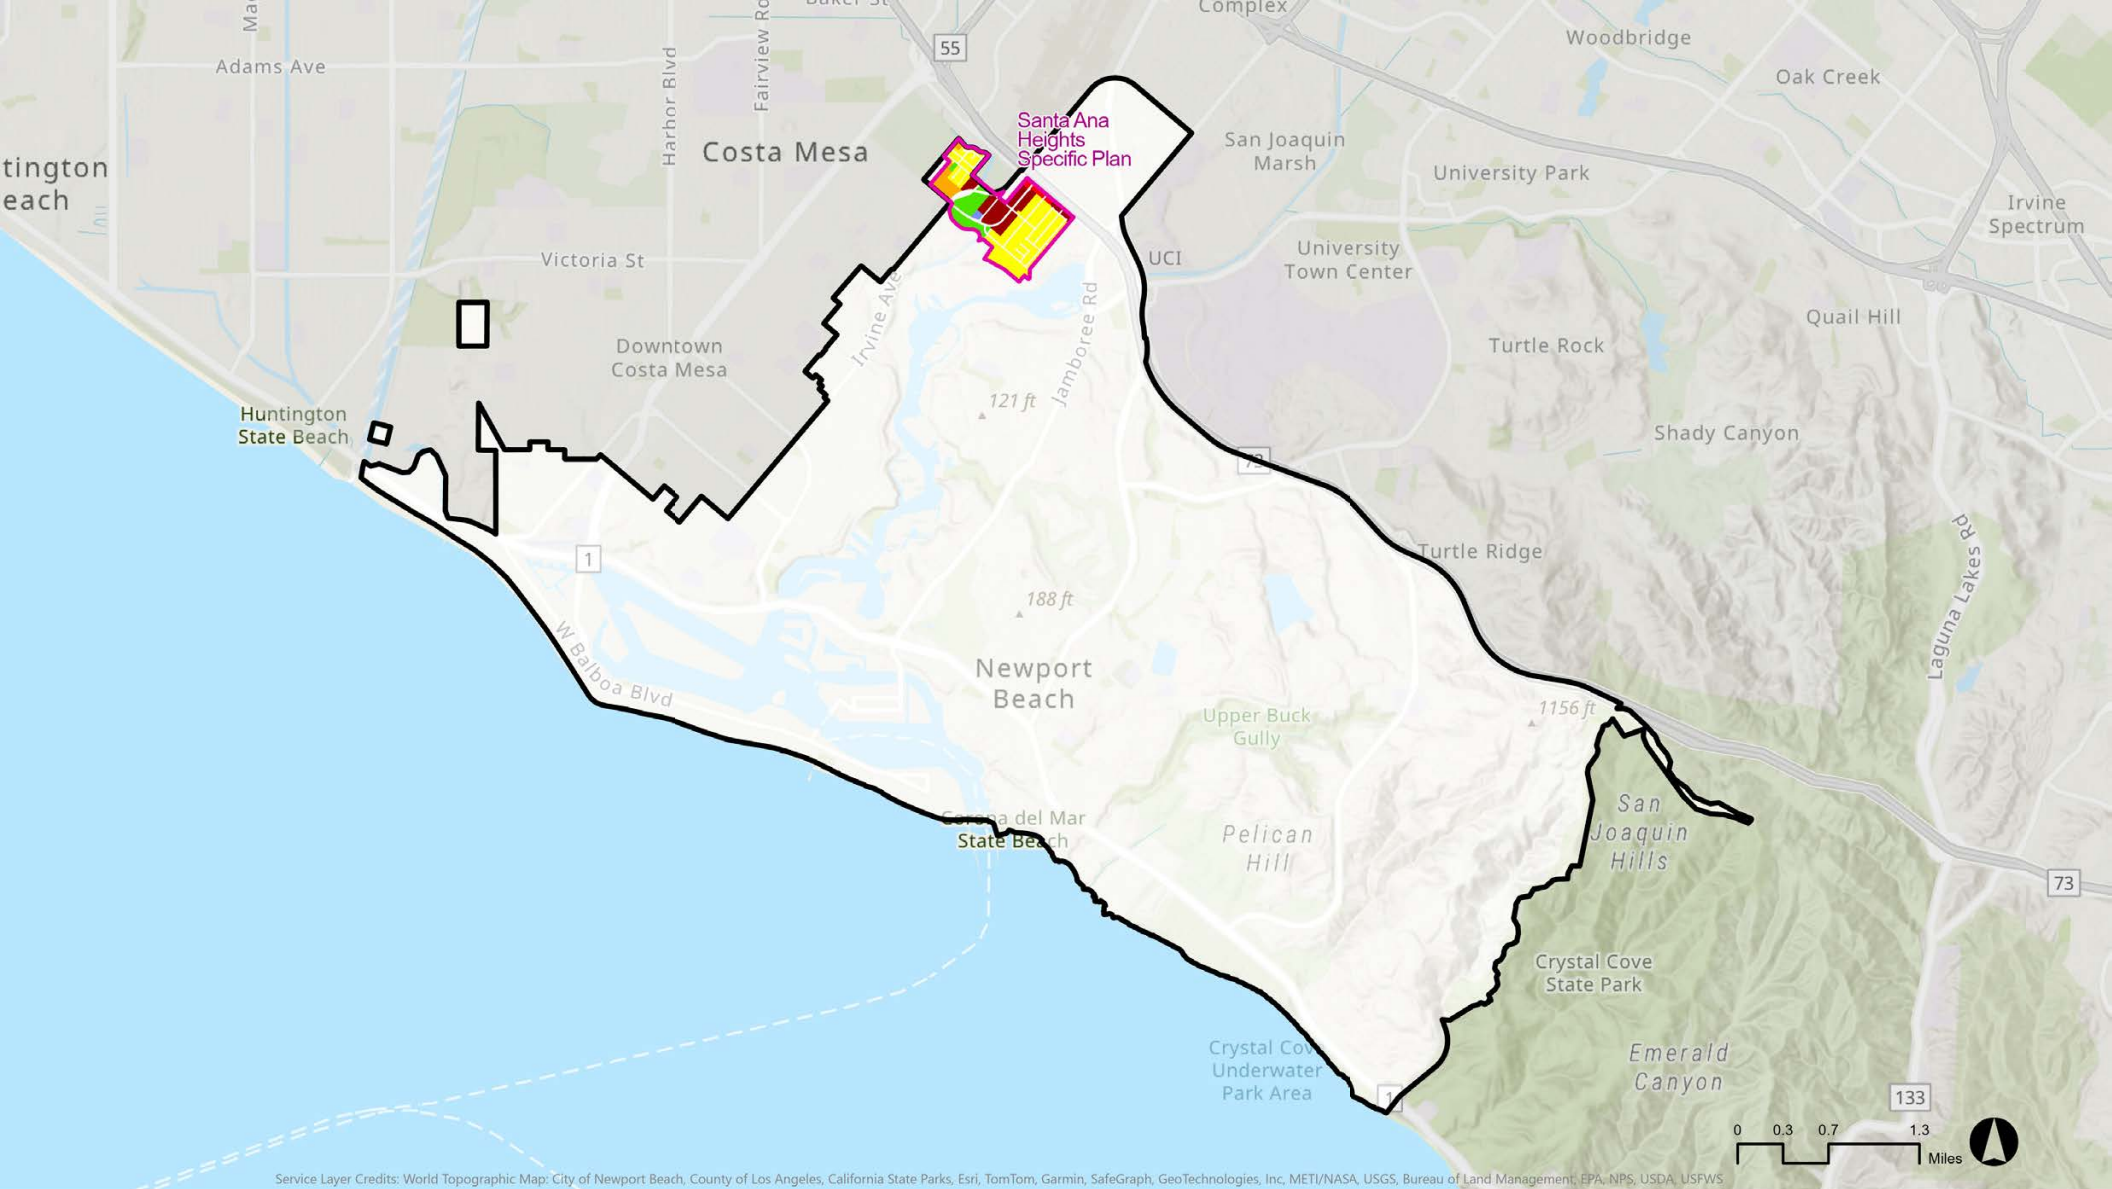 Baker St
Complex
Woodbridge
55
Adams Ave
Harbor Blvd
Fairview Rd
Oak Creek
Santa Ana
Heights
Specific Plan
Costa Mesa
San Joaquin
Marsh
University Park
tington
each
Irvine
Spectrum
Victoria St
UCI
University
Town Center
Irvine Ave
Jamboree Rd
Quail Hill
Downtown
Costa Mesa
Turtle Rock
121 ft
Huntington
State Beach
Shady Canyon
73
1
Turtle Ridge
Laguna Lakes Rd
188 ft
W Balboa Blvd
Newport
Beach
Upper Buck
Gully
1156 ft
San
Joaquin
Hills
Corona del Mar
State Beach
Pelican
Hill
73
Crystal Cove
State Park
Crystal Cove
Underwater
Park Area
Emerald
Canyon
1
133
0 0.3 0.7 1.3
Miles
Service Layer Credits: World Topographic Map: City of Newport Beach, County of Los Angeles, California State Parks, Esri, TomTom, Garmin, SafeGraph, GeoTechnologies, Inc, METI/NASA, USGS, Bureau of Land Management, EPA, NPS, USDA, USFWS